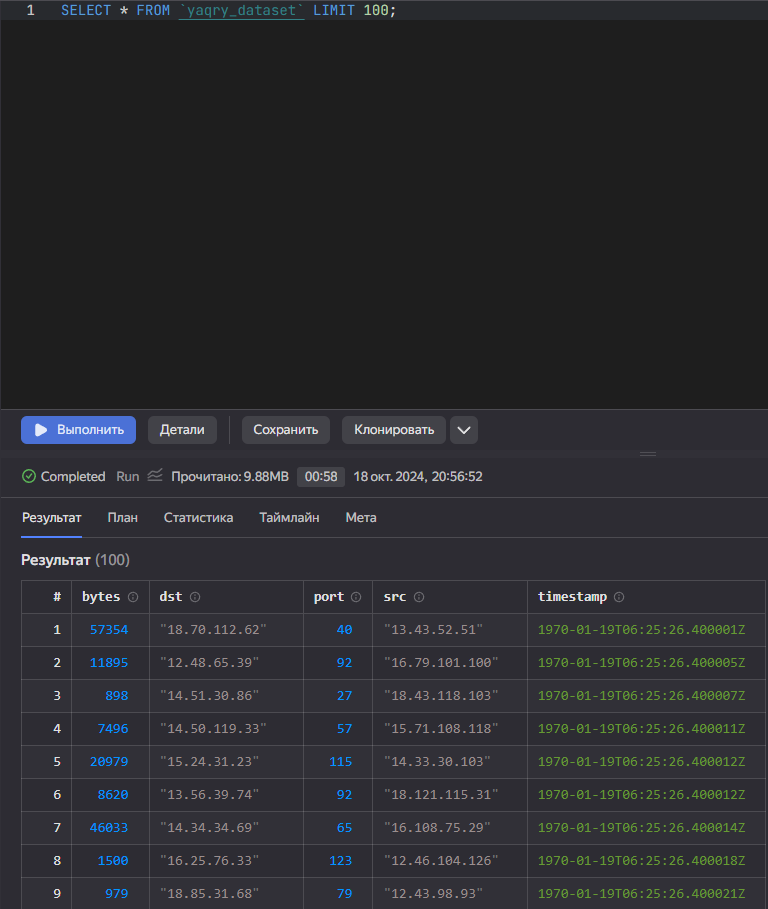 1 SELECT * FROM `yaqry_dataset` LIMIT 100;
Выполнить Детали Сохранить Клонировать
Completed Run Прочитано: 9.88MB 00:58 18 окт. 2024, 20:56:52
Результат План Статистика Таймлайн Мета
Результат (100)
# bytes dst port src timestamp
1 57354 "18.70.112.62" 40 "13.43.52.51" 1970-01-19T06:25:26.400001Z
2 11895 "12.48.65.39" 92 "16.79.101.100" 1970-01-19T06:25:26.400005Z
3 898 "14.51.30.86" 27 "18.43.118.103" 1970-01-19T06:25:26.400007Z
4 7496 "14.50.119.33" 57 "15.71.108.118" 1970-01-19T06:25:26.400011Z
5 20979 "15.24.31.23" 115 "14.33.30.103" 1970-01-19T06:25:26.400012Z
6 8620 "13.56.39.74" 92 "18.121.115.31" 1970-01-19T06:25:26.400012Z
7 46033 "14.34.34.69" 65 "16.108.75.29" 1970-01-19T06:25:26.400014Z
8 1500 "16.25.76.33" 123 "12.46.104.126" 1970-01-19T06:25:26.400018Z
9 979 "18.85.31.68" 79 "12.43.98.93" 1970-01-19T06:25:26.400021Z